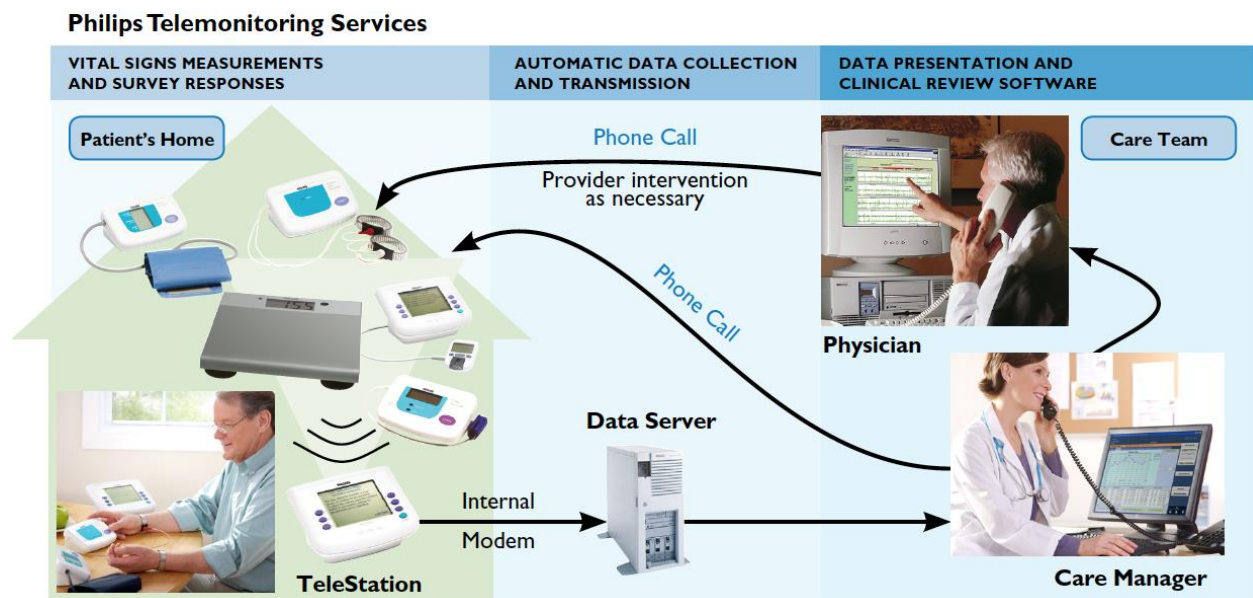 Philips Telemonitoring Services
VITAL SIGNS MEASUREMENTS
AND SURVEY RESPONSES
AUTOMATIC DATA COLLECTION
AND TRANSMISSION
DATA PRESENTATION AND
CLINICAL REVIEW SOFTWARE
Patient's Home
Phone Call
Provider intervention
as necessary
Care Team
Phone Call
Physician
Data Server
Internal
Modem
TeleStation
Care Manager